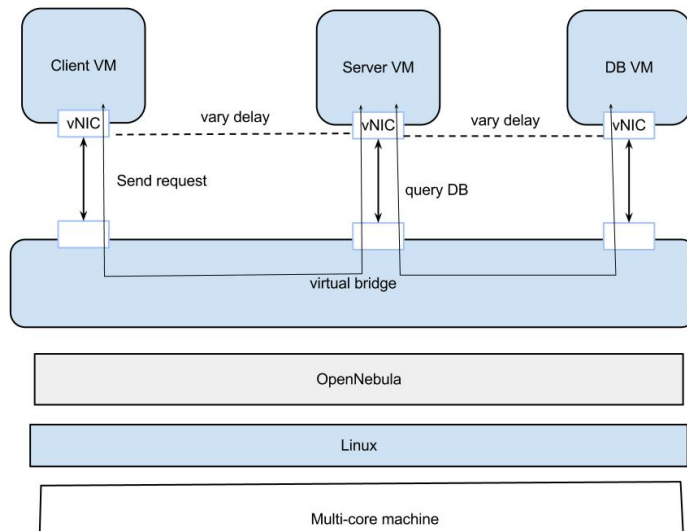 Client VM
Server VM
DB VM
vNIC
vary delay
vNIC
vary delay
vNIC
Send request
query DB
virtual bridge
OpenNebula
Linux
Multi-core machine